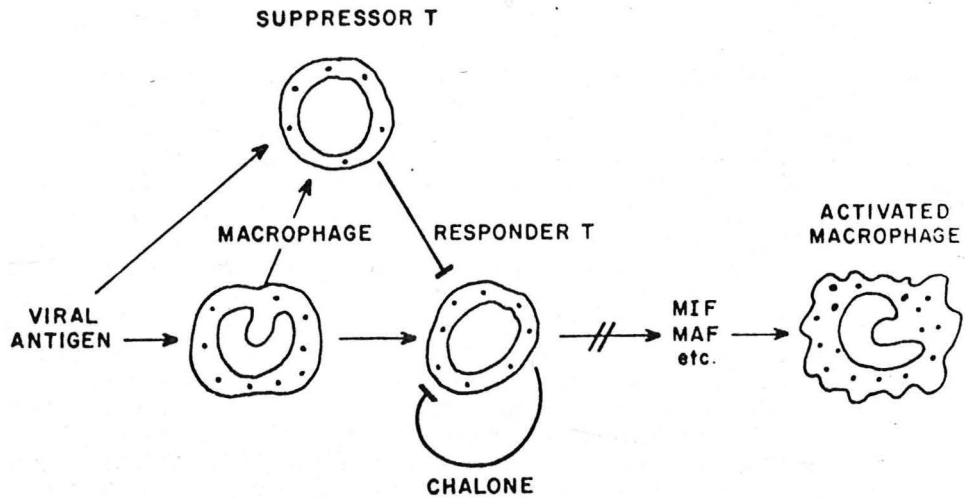 SUPPRESSOR T
MACROPHAGE
RESPONDER T
ACTIVATED
MACROPHAGE
VIRAL
ANTIGEN
MIF
MAF
etc.
CHALONE